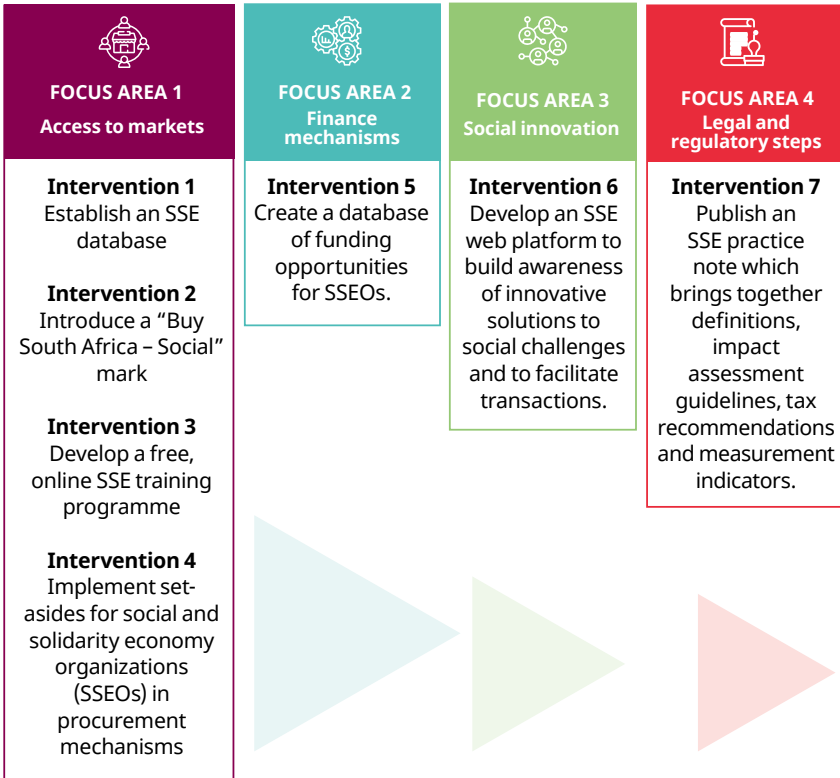 FOCUS AREA 1
Access to markets
Intervention 1
Establish an SSE
database
Intervention 2
Introduce a “Buy
South Africa – Social”
mark
Intervention 3
Develop a free,
online SSE training
programme
Intervention 4
Implement set-
asides for social and
solidarity economy
organizations
(SSEOs) in
procurement
mechanisms
FOCUS AREA 2
Finance
mechanisms
Intervention 5
Create a database
of funding
opportunities
for SSEOs.
FOCUS AREA 3
Social innovation
Intervention 6
Develop an SSE
web platform to
build awareness
of innovative
solutions to
social challenges
and to facilitate
transactions.
FOCUS AREA 4
Legal and
regulatory steps
Intervention 7
Publish an
SSE practice
note which
brings together
definitions,
impact
assessment
guidelines, tax
recommendations
and measurement
indicators.